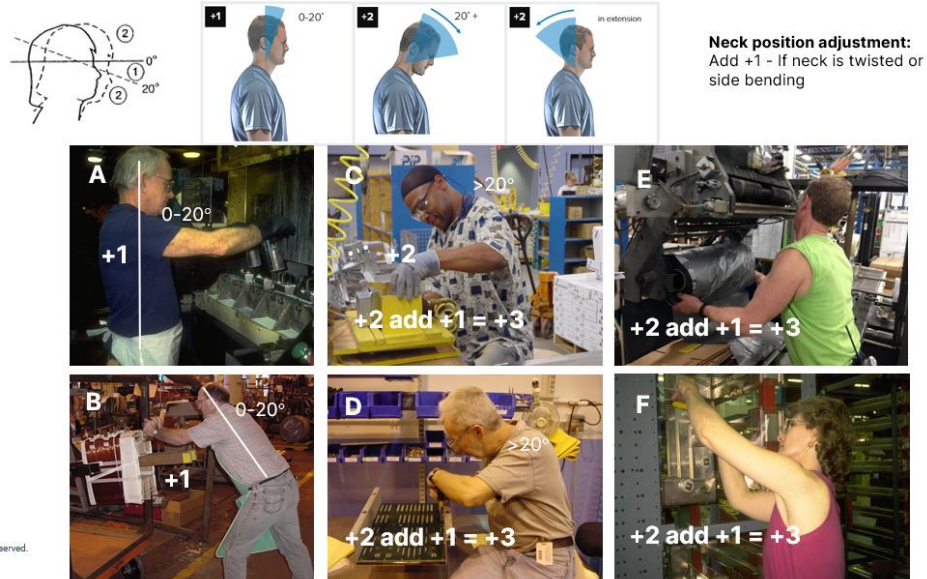 +1
0-20°
+2
20° +
+2
in extension
2
0°
1
20°
2
Neck position adjustment:
Add +1 - If neck is twisted or
side bending
A
0-20°
+1
C
PiP
>20°
+2
+2 add +1 = +3
E
+2 add +1 = +3
B
0-20°
+1
D
>20°
+2 add +1 = +3
F
+2 add +1 = +3
served.